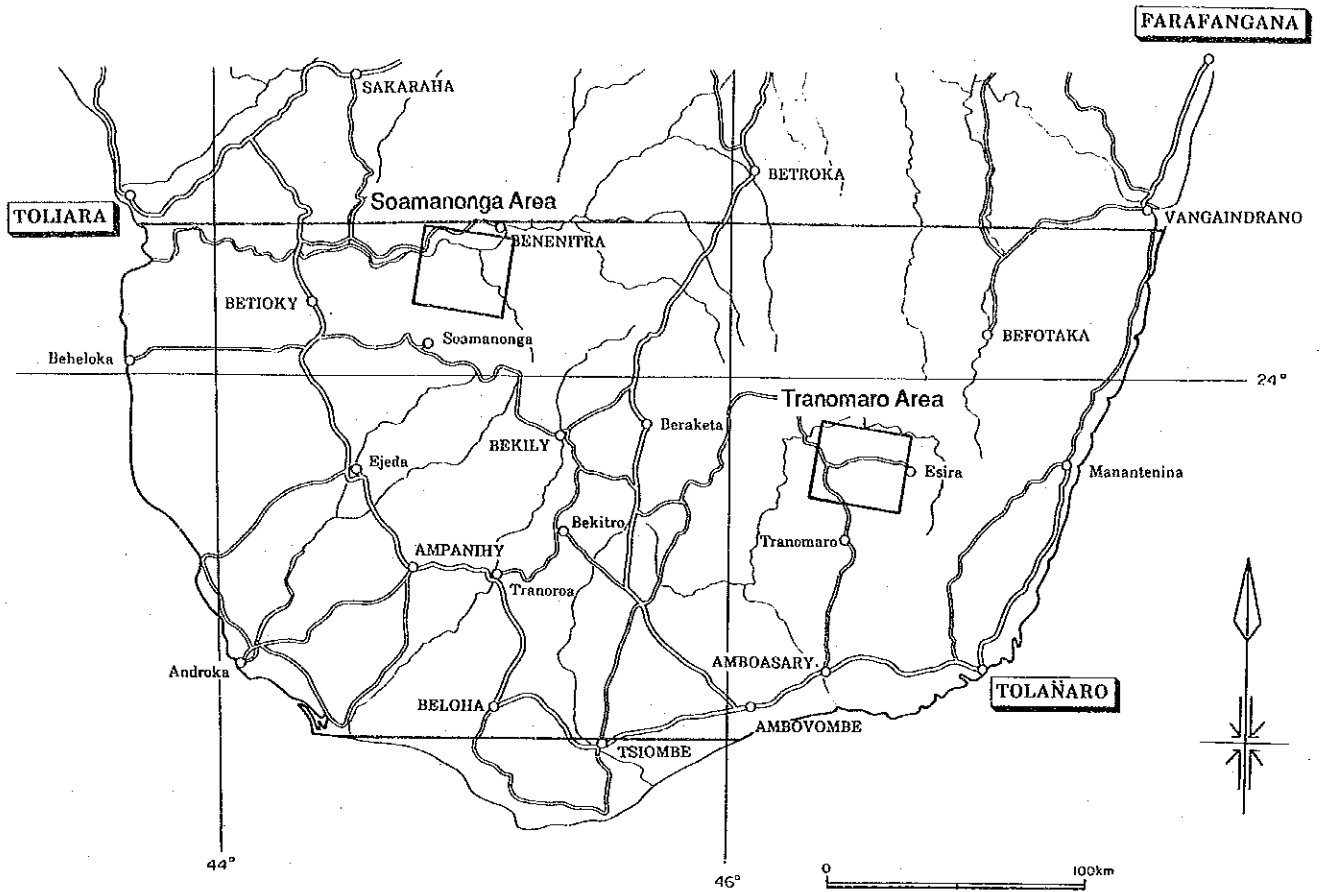 FARAFANGANA
SAKARAHA
BETROKA
Soamanonga Area
TOLIARA
VANGAINDRANO
BENENITRA
BETIOKY
BEFOTAKA
Soamanonga
Beheloka
24°
Tranomaro Area
Beraketa
BEKILY
Ejeda
Esira
Manantenina
Bekitro
Tranomaro
AMPANIHY
Tranoroa
Androka
AMBOASARY
TOLAÑARO
BELOHA
AMBOVOMBE
TSIOMBE
44°
46°
0
100km